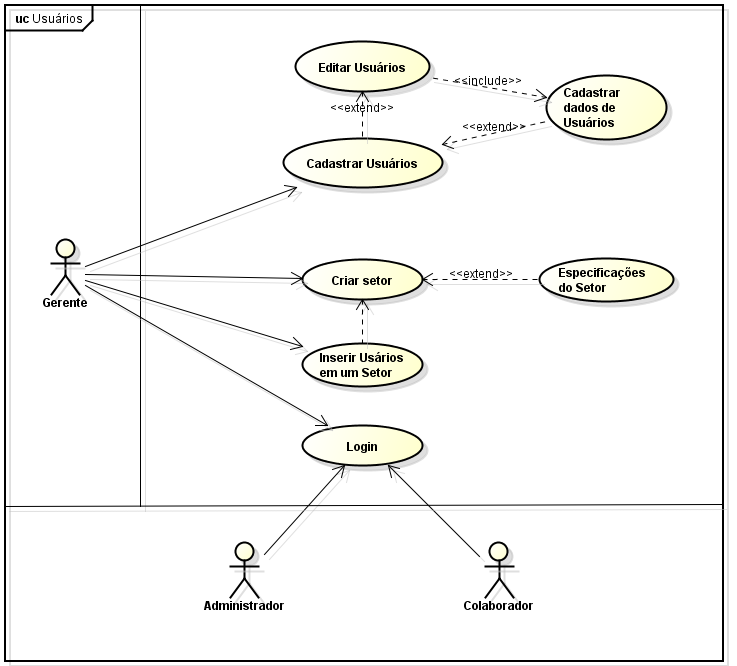 uc Usuários
Editar Usuários
<<include>>
Cadastrar
dados de
Usuários
<<extend>>
<<extend>>
Cadastrar Usuários
Gerente
Criar setor
<<extend>>
Especificações
do Setor
Inserir Usários
em um Setor
Login
Administrador
Colaborador